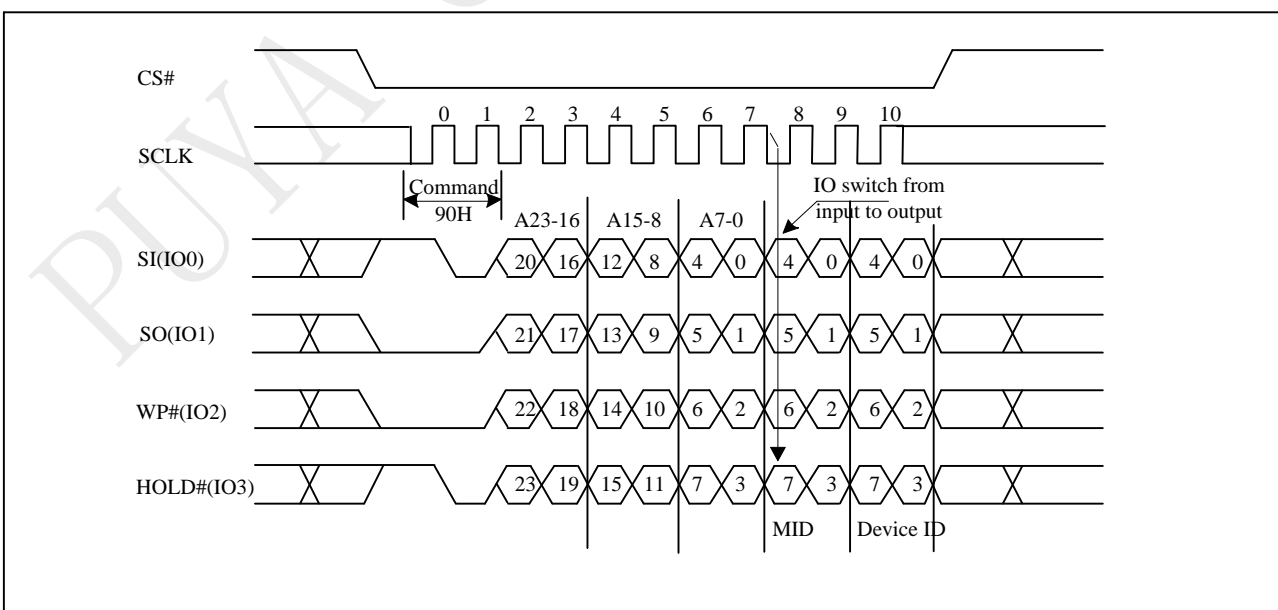 PUYA
CS#
0 1 2 3 4 5 6 7 8 9 10
SCLK
Command
90H
IO switch from
input to output
A23-16 A15-8 A7-0
SI(IO0) 20 16 12 8 4 0 4 0 4 0
SO(IO1) 21 17 13 9 5 1 5 1 5 1
WP#(IO2) 22 18 14 10 6 2 6 2 6 2
HOLD#(IO3) 23 19 15 11 7 3 7 3 7 3
MID Device ID